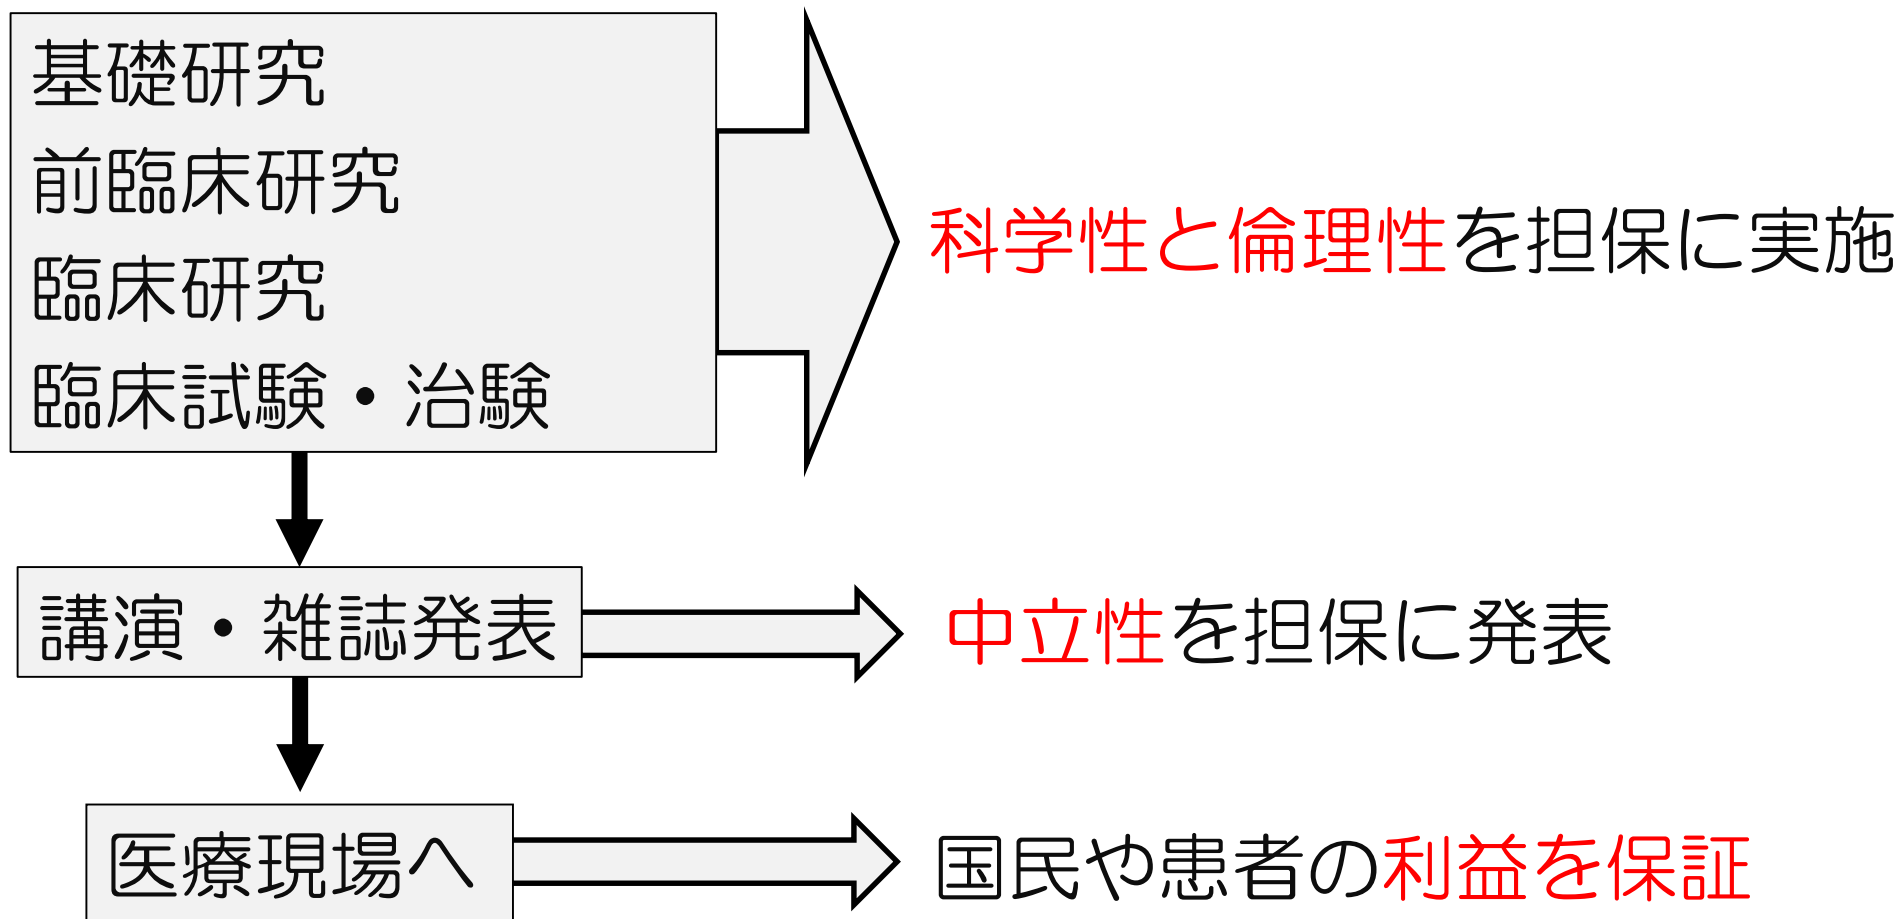 基礎研究
前臨床研究
臨床研究
臨床試験・治験
科学性と倫理性を担保に実施
講演・雑誌発表
中立性を担保に発表
医療現場へ
国民や患者の利益を保証